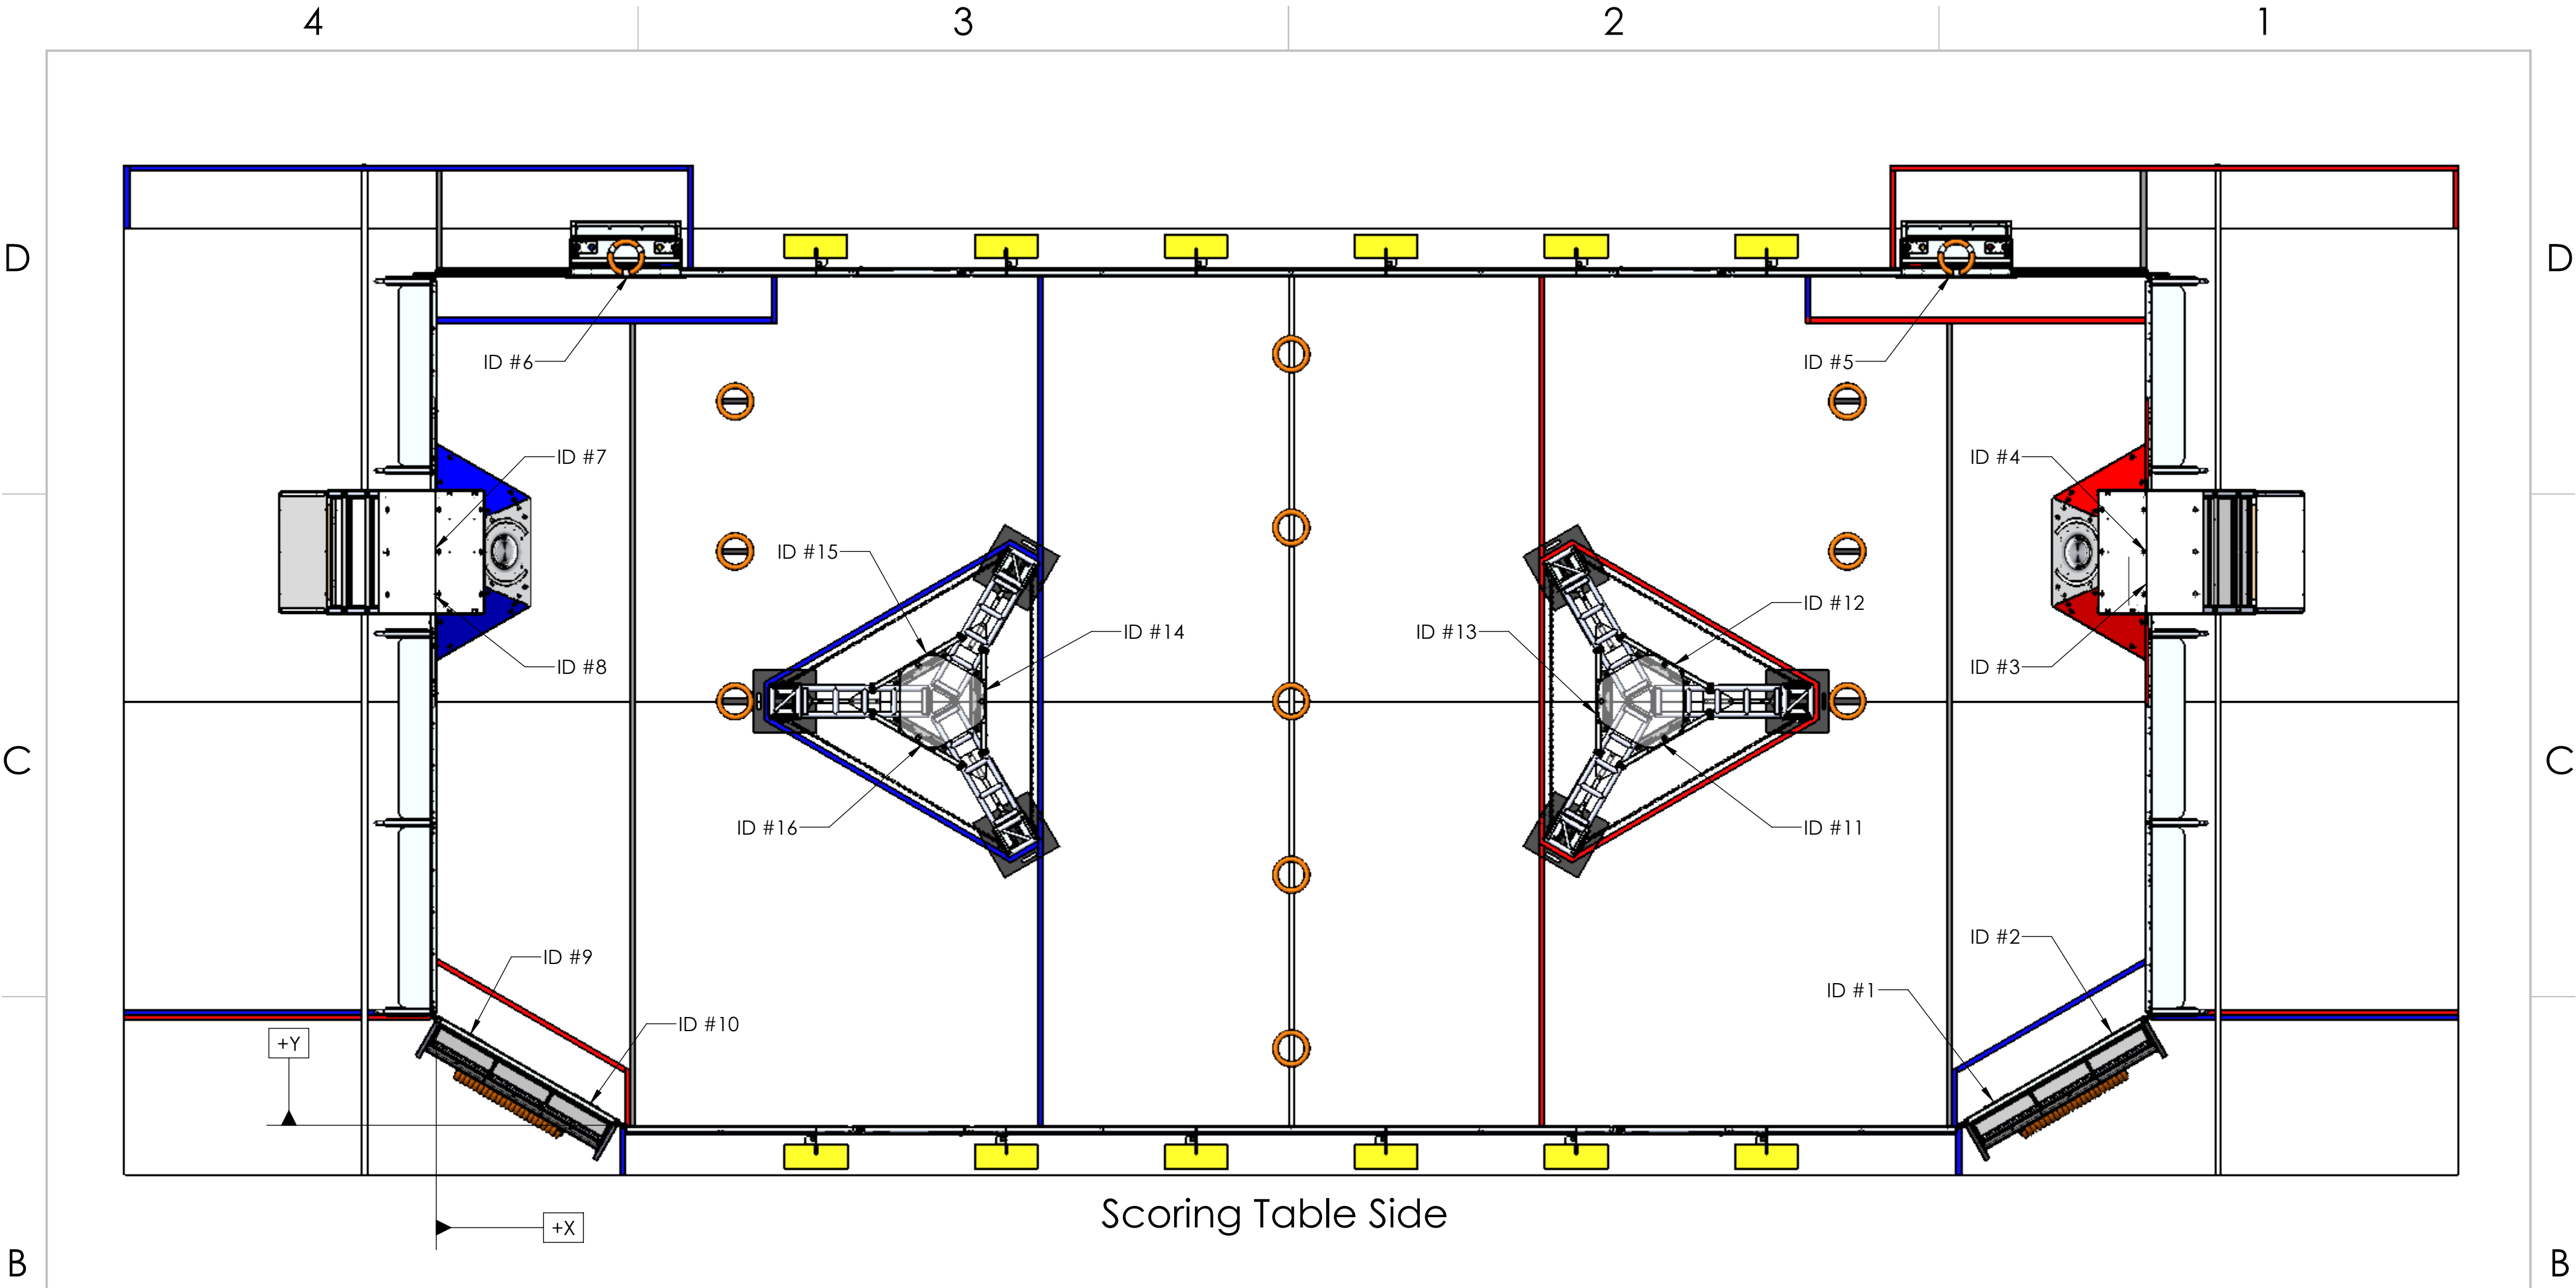 4 3 2 1
D D
ID #6 ID #5
ID #7 ID #4
ID #15
ID #12
ID #14 ID #13
ID #8 ID #3
C C
ID #16 ID #11
ID #2
ID #9
ID #1
ID #10
+Y
Scoring Table Side
+X
B B